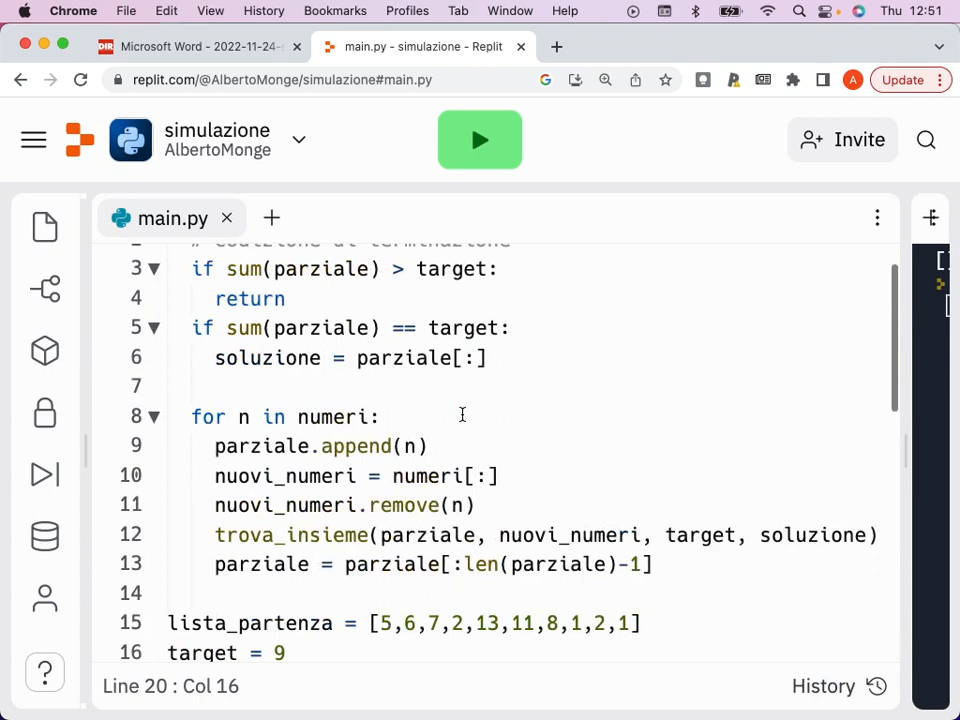 Chrome File Edit View History Bookmarks Profiles Tab Window Help Thu 12:51
DIR Microsoft Word - 2022-11-24- main.py - simulazione - Replit
replit.com/@AlbertoMonge/simulazione#main.py A Update
simulazione
AlbertoMonge
Invite
main.py
3 if sum(parziale) > target:
4 return
5 if sum(parziale) == target:
6 soluzione = parziale[:]
7
8 for n in numeri:
9 parziale.append(n)
10 nuovi_numeri = numeri[:]
11 nuovi_numeri.remove(n)
12 trova_insieme(parziale, nuovi_numeri, target, soluzione)
13 parziale = parziale[:len(parziale)-1]
14
15 lista_partenza = [5,6,7,2,13,11,8,1,2,1]
16 target = 9
Line 20 : Col 16 History